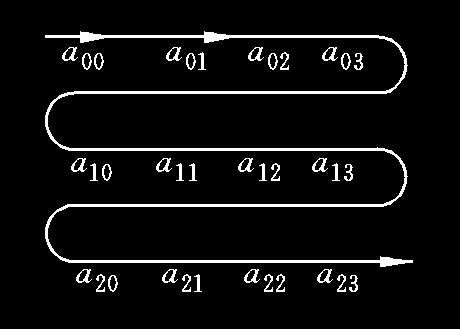 a₀₀ a₀₁ a₀₂ a₀₃
a₁₀ a₁₁ a₁₂ a₁₃
a₂₀ a₂₁ a₂₂ a₂₃